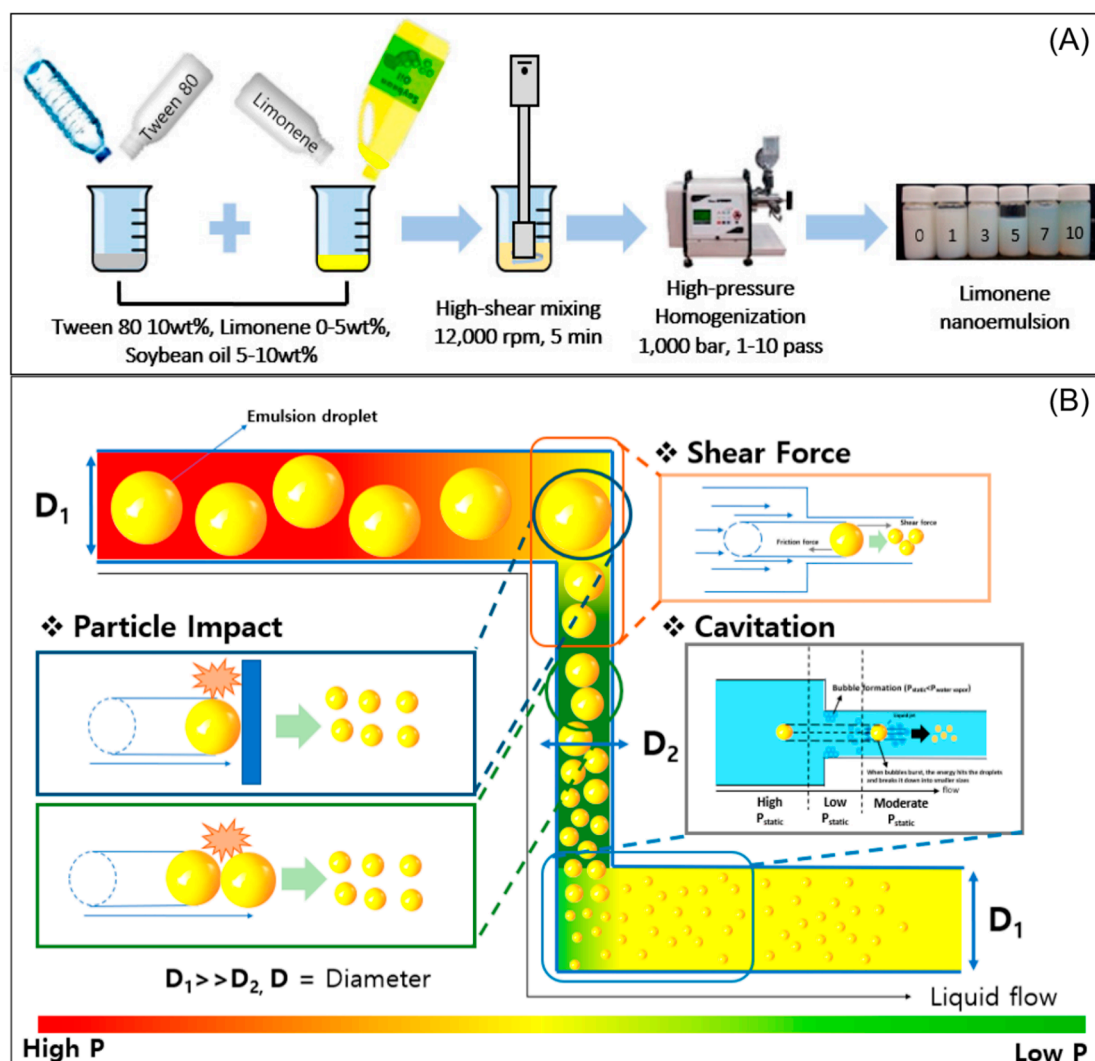 (A)
Tween 80
Limonene
Soybean
Oil
0 1 3 5 7 10
Tween 80 10wt%, Limonene 0-5wt%,
Soybean oil 5-10wt%
High-shear mixing
12,000 rpm, 5 min
High-pressure
Homogenization
1,000 bar, 1-10 pass
Limonene
nanoemulsion
(B)
Emulsion droplet
D1
❖ Shear Force
Shear force
Friction force
❖ Particle Impact
❖ Cavitation
Bubble formation (Pstatic<Pwater vapor)
Liquid jet
When bubbles burst, the energy hits the droplets
and breaks it down into smaller sizes
flow
High
Pstatic
Low
Pstatic
Moderate
Pstatic
D2
D1
D1>>D2, D = Diameter
Liquid flow
High P
Low P